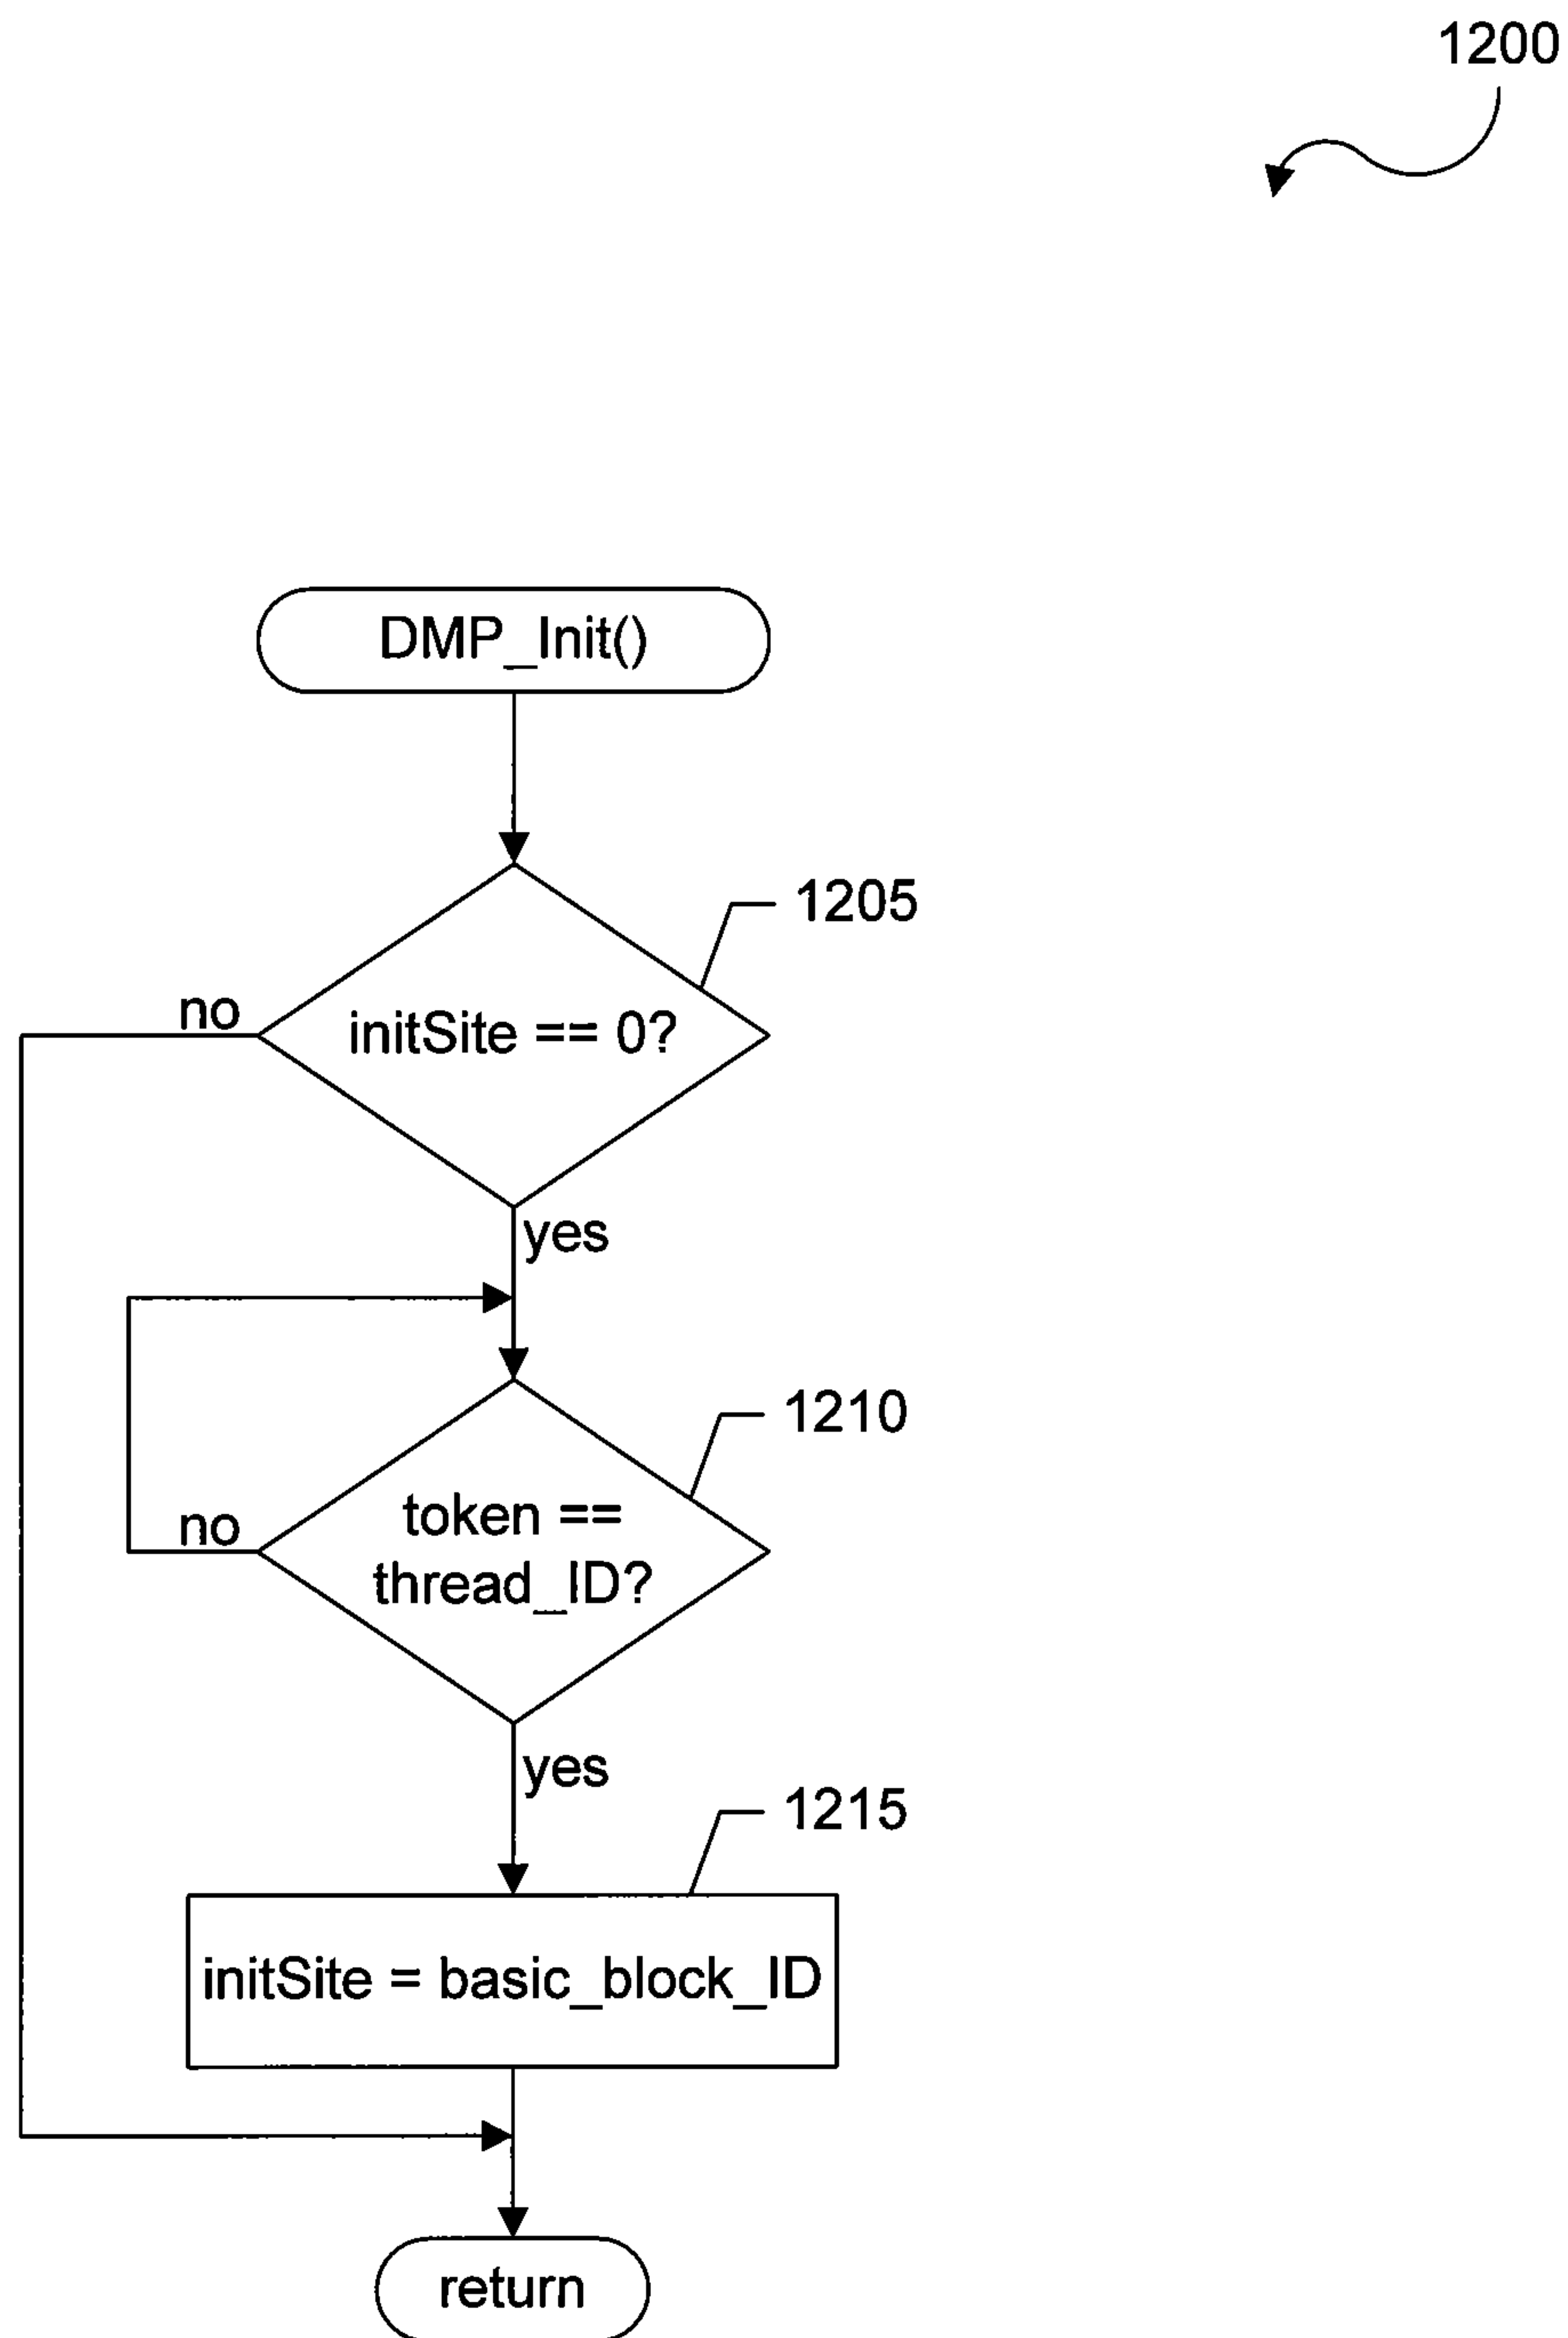 1200
DMP_Init()
1205
no
initSite == 0?
yes
1210
token ==
no
thread_ID?
yes
1215
initSite = basic_block_ID
return